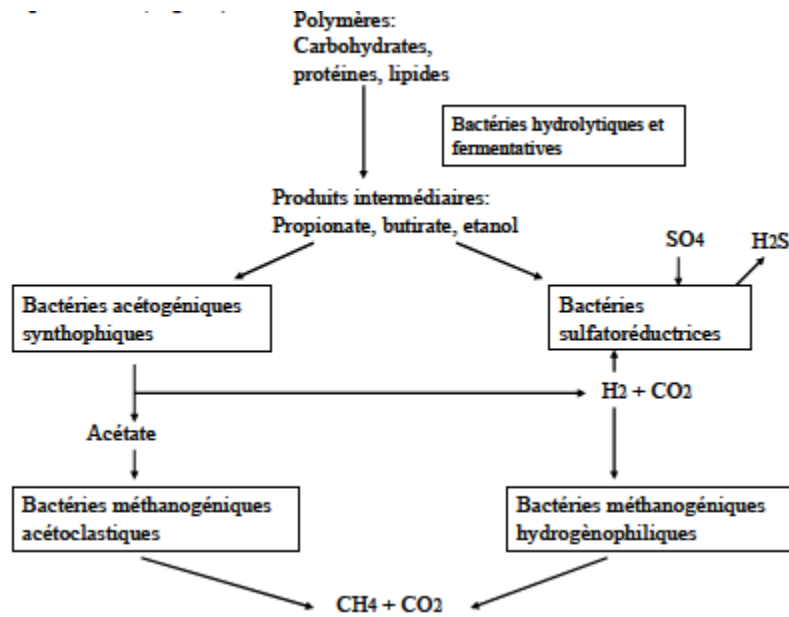 Polymères:
Carbohydrates,
protéines, lipides
Bactéries hydrolytiques et
fermentatives
Produits intermédiaires:
Propionate, butirate, etanol
SO4
H2S
Bactéries acétogéniques
synthophiques
Bactéries
sulfatoréductrices
H2 + CO2
Acétate
Bactéries méthanogéniques
acétoclastiques
Bactéries méthanogéniques
hydrogènophiliques
CH4 + CO2